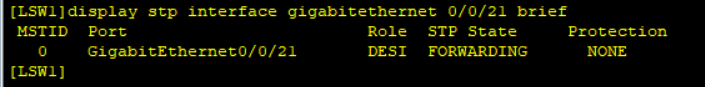 [LSW1]display stp interface gigabitethernet 0/0/21 brief
MSTID Port Role STP State Protection
0 GigabitEthernet0/0/21 DESI FORWARDING NONE
[LSW1]